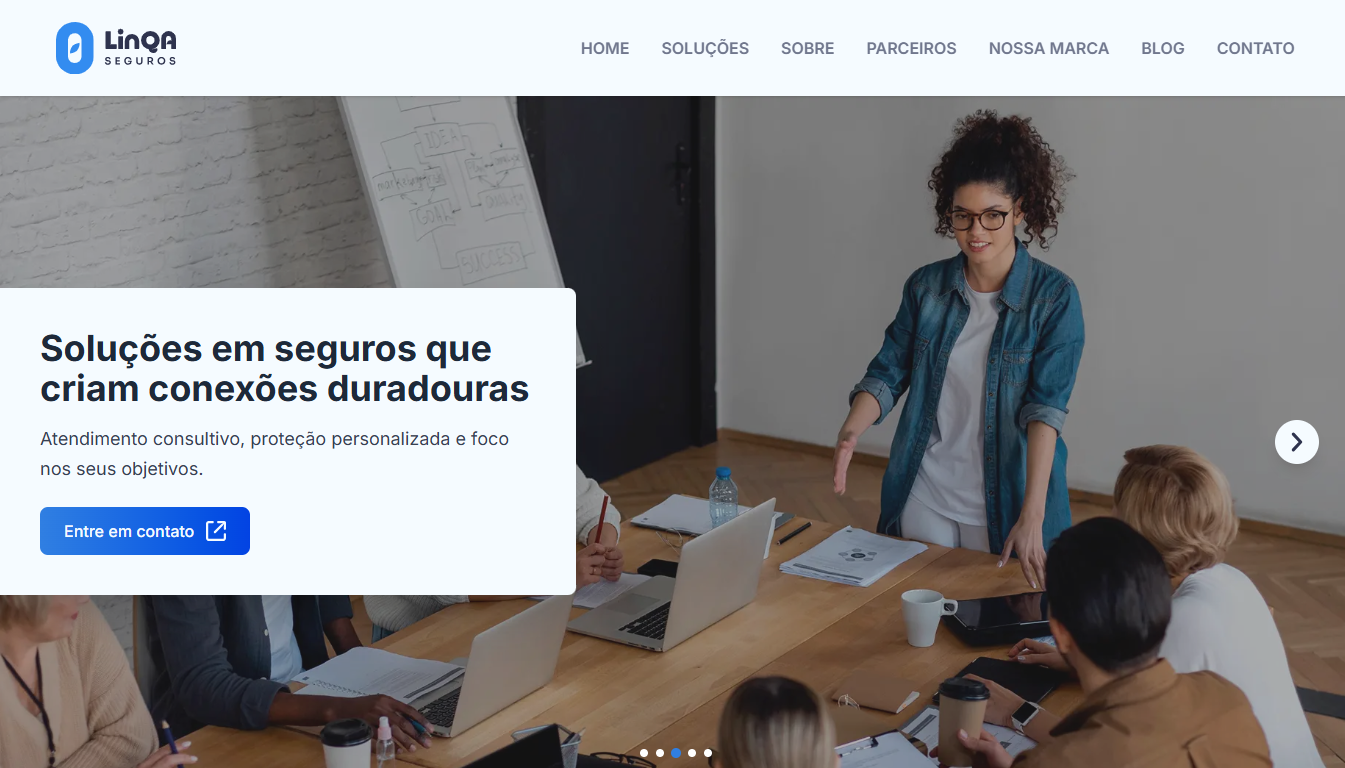 LinQA
SEGUROS
HOME SOLUÇÕES SOBRE PARCEIROS NOSSA MARCA BLOG CONTATO
IDEA
marketing
GOAL
QUALITY
SUCCESS
Soluções em seguros que
criam conexões duradouras
Atendimento consultivo, proteção personalizada e foco
nos seus objetivos.
Entre em contato